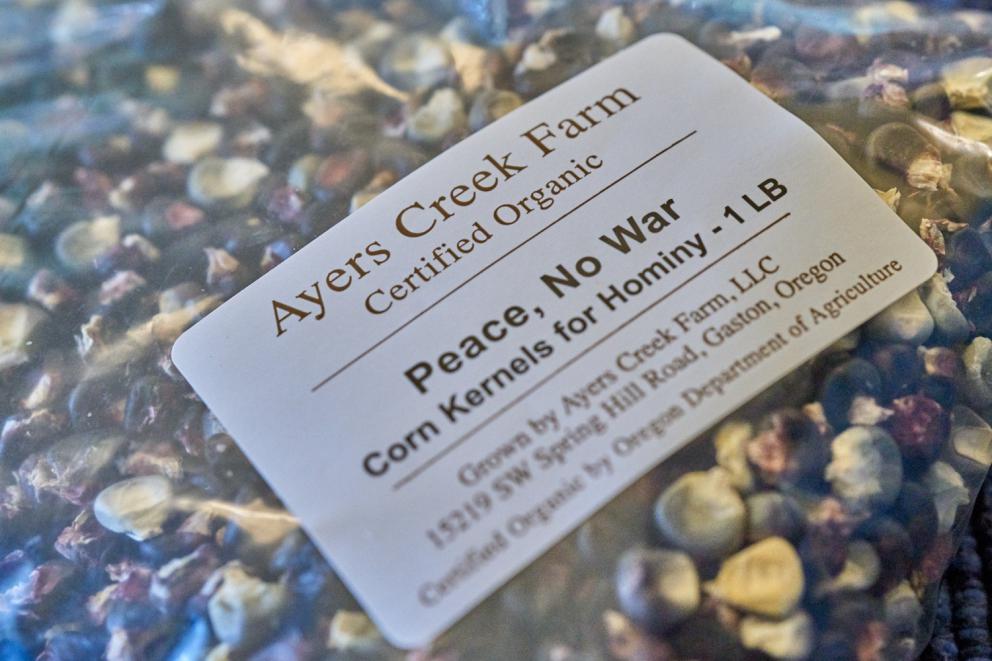 Ayers Creek Farm
Certified Organic
Peace, No War
Corn Kernels for Hominy - 1 LB
Grown by Ayers Creek Farm, LLC
15219 SW Spring Hill Road, Gaston, Oregon
Certified Organic by Oregon Department of Agriculture